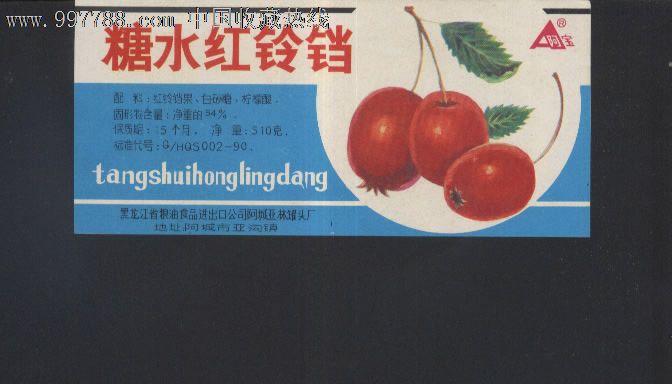 www.997788.com 中国收藏热线
糖水红铃铛
阿宝®
配 料：红铃铛果、白砂糖、柠檬酸.
固形物含量：净重的54％.
保质期：15个月. 净 重：510克.
标准代号：Q/HQS002-90.
tangshuihonglingdang
黑龙江省粮油食品进出口公司阿城亚林罐头厂
地址阿城市亚沟镇